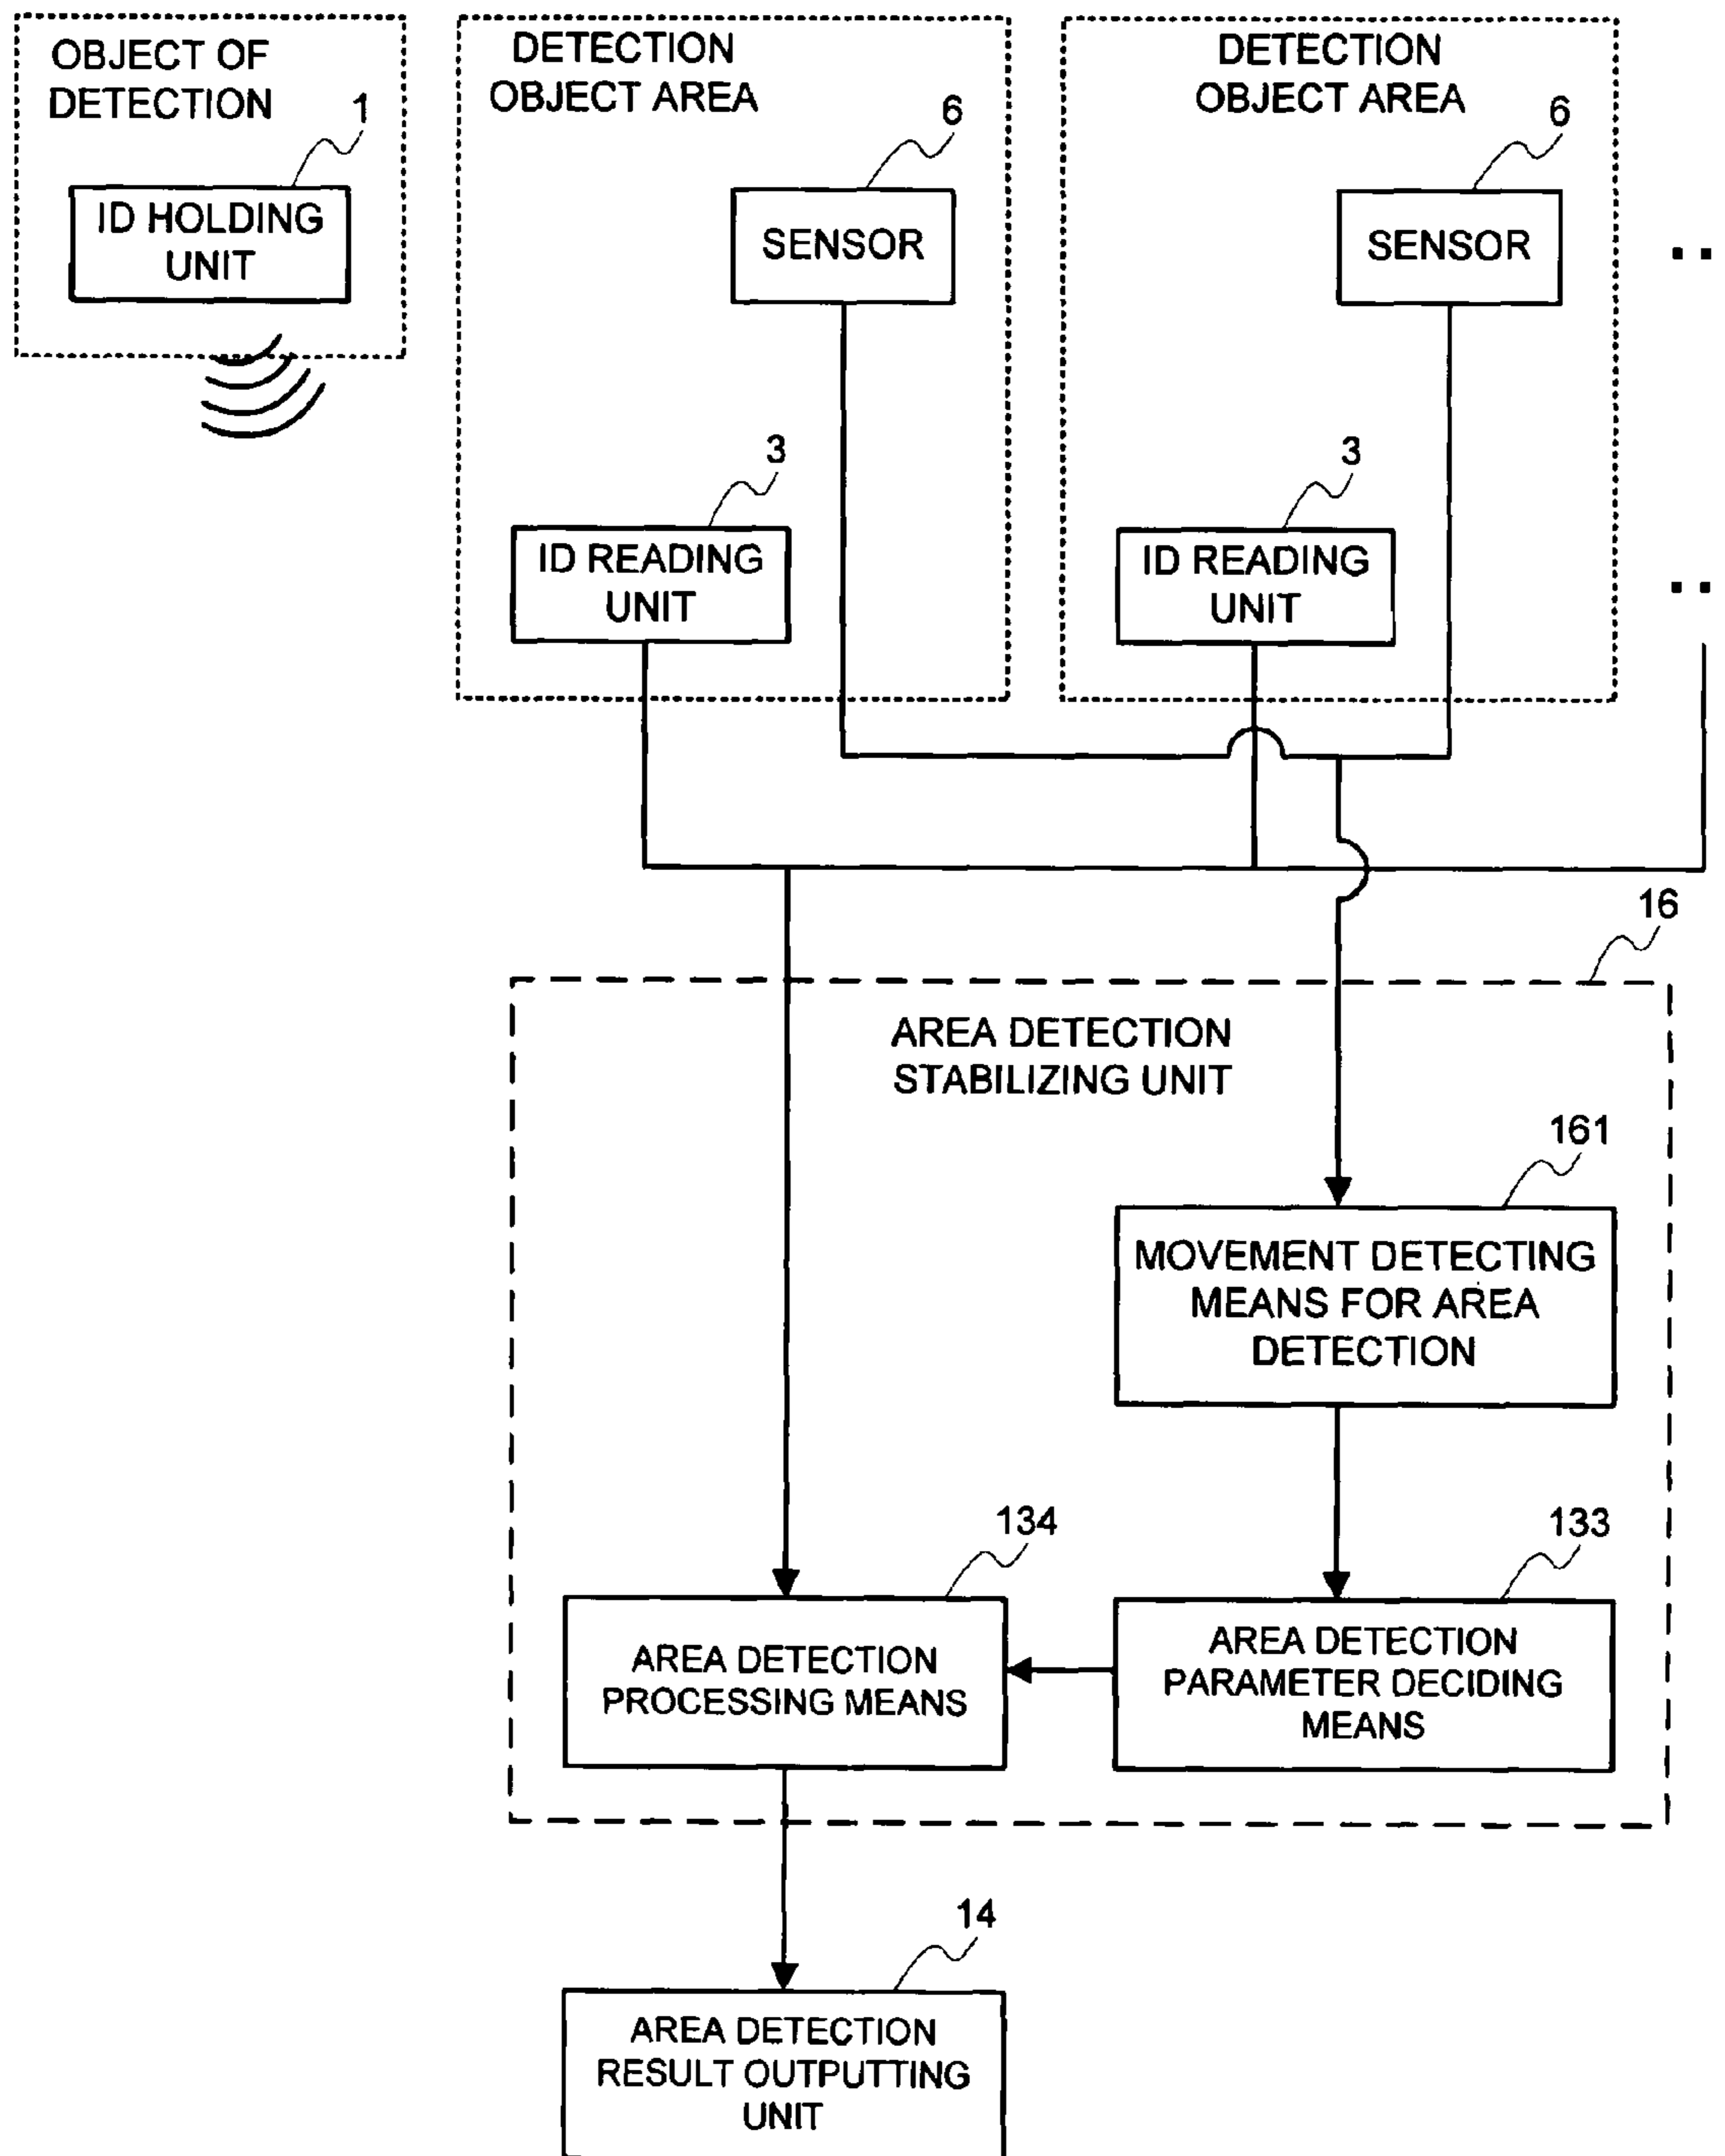 OBJECT OF
DETECTION
1
ID HOLDING
UNIT
DETECTION
OBJECT AREA
6
SENSOR
3
ID READING
UNIT
DETECTION
OBJECT AREA
6
SENSOR
3
ID READING
UNIT
16
AREA DETECTION
STABILIZING UNIT
161
MOVEMENT DETECTING
MEANS FOR AREA
DETECTION
134
AREA DETECTION
PROCESSING MEANS
133
AREA DETECTION
PARAMETER DECIDING
MEANS
14
AREA DETECTION
RESULT OUTPUTTING
UNIT